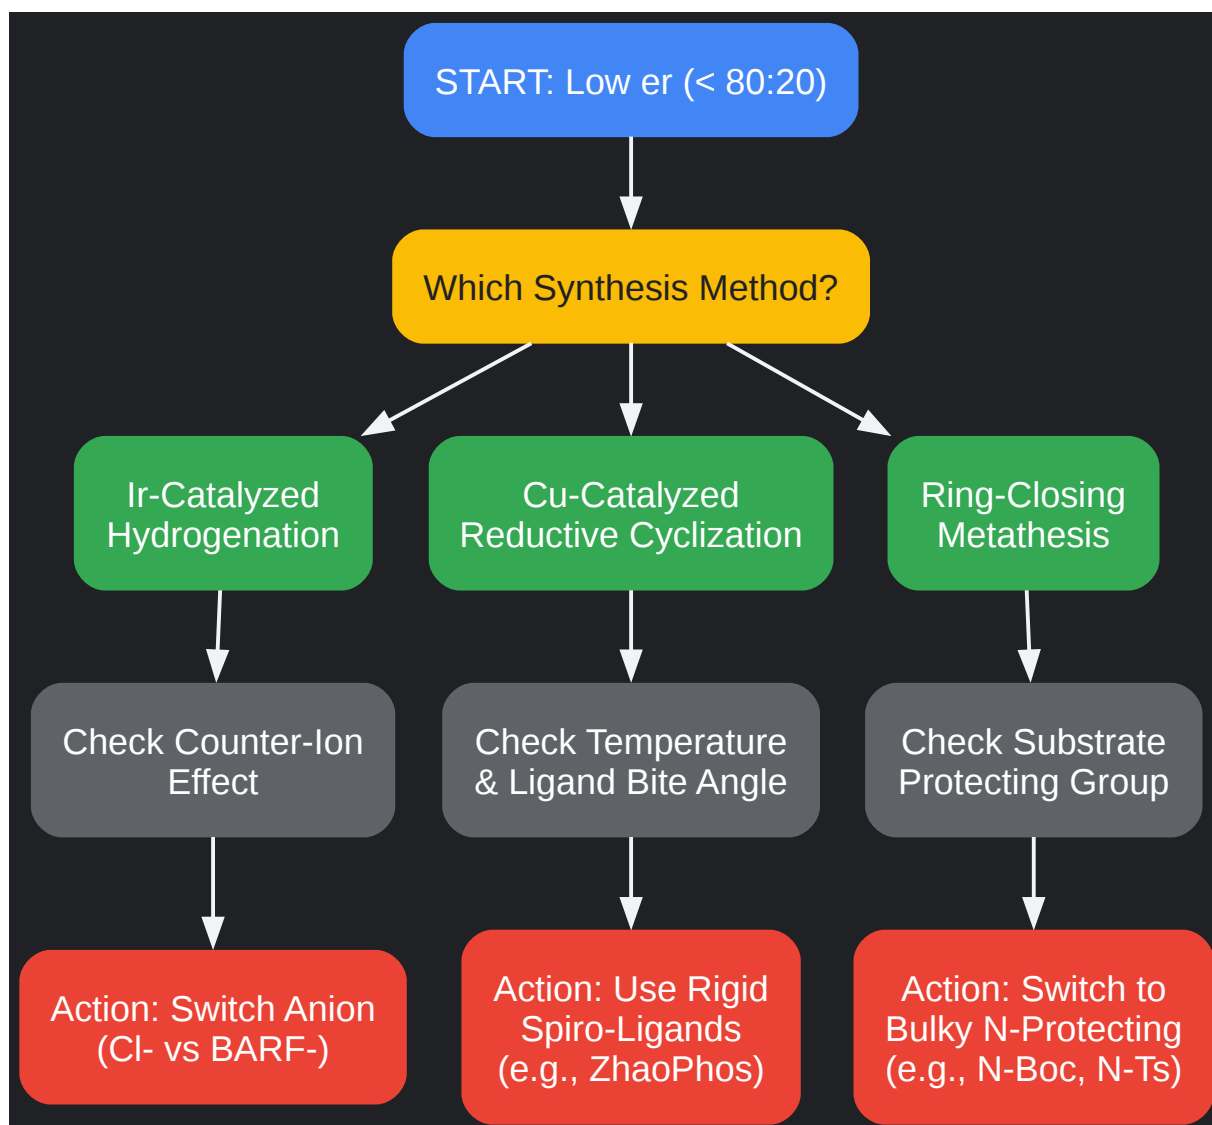 START: Low er (< 80:20)
Which Synthesis Method?
Ir-Catalyzed
Hydrogenation
Cu-Catalyzed
Reductive Cyclization
Ring-Closing
Metathesis
Check Counter-Ion
Effect
Check Temperature
& Ligand Bite Angle
Check Substrate
Protecting Group
Action: Switch Anion
(Cl- vs BARF-)
Action: Use Rigid
Spiro-Ligands
(e.g., ZhaoPhos)
Action: Switch to
Bulky N-Protecting
(e.g., N-Boc, N-Ts)